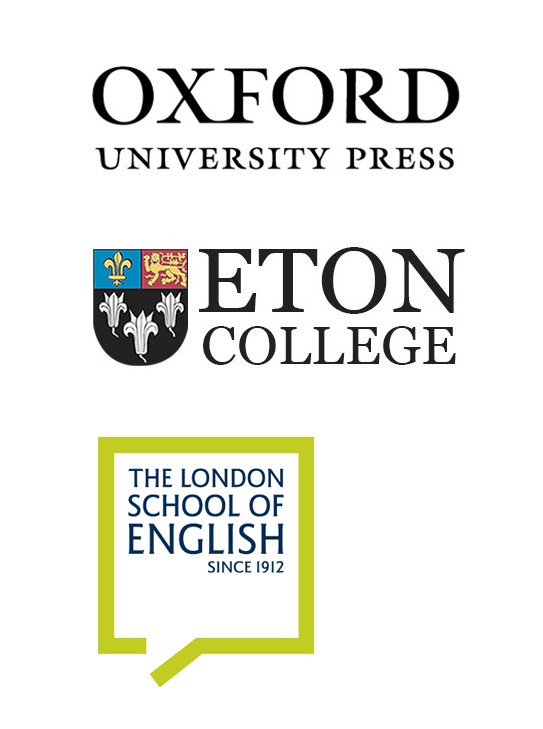 OXFORD
UNIVERSITY PRESS
ETON
COLLEGE
THE LONDON
SCHOOL OF
ENGLISH
SINCE 1912